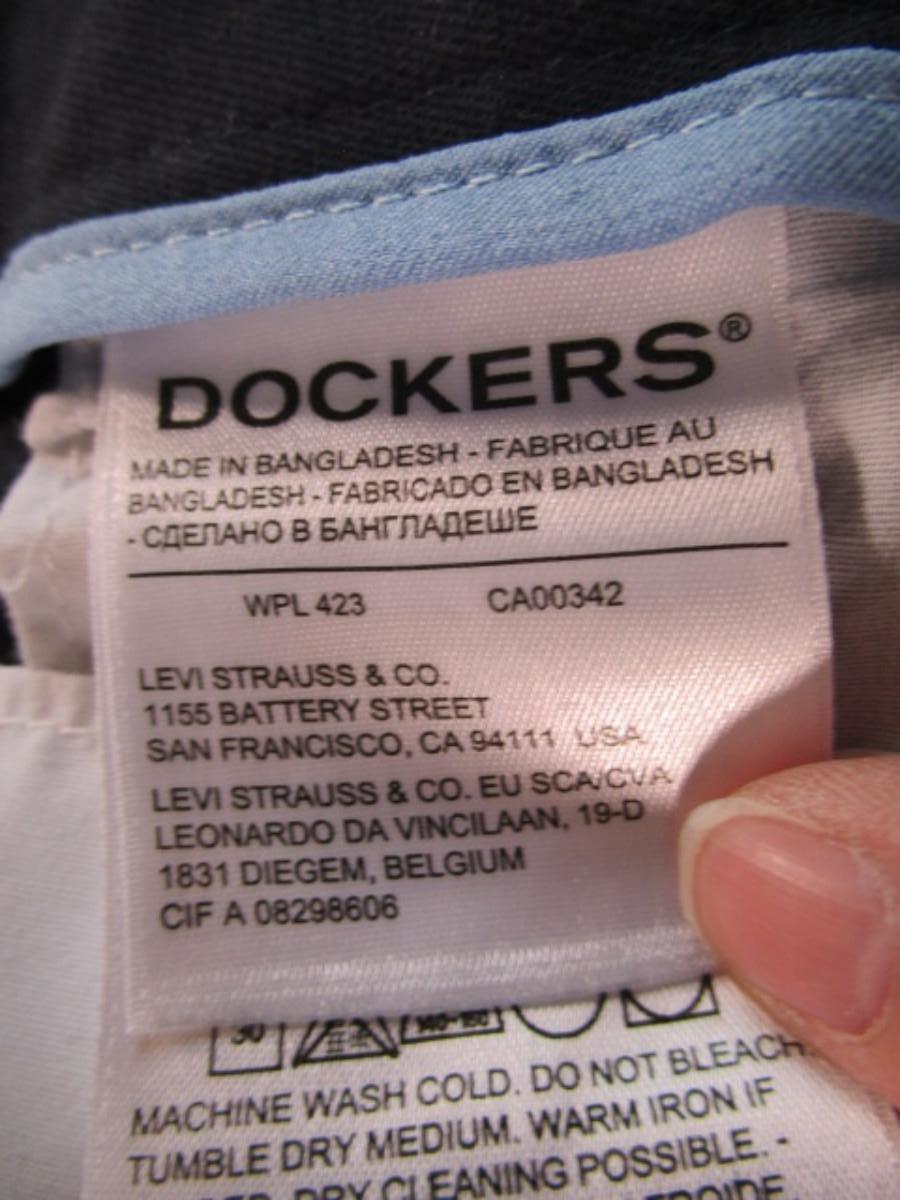 DOCKERS®
MADE IN BANGLADESH - FABRIQUE AU
BANGLADESH - FABRICADO EN BANGLADESH
- СДЕЛАНО В БАНГЛАДЕШЕ
WPL 423 CA00342
LEVI STRAUSS & CO.
1155 BATTERY STREET
SAN FRANCISCO, CA 94111 USA
LEVI STRAUSS & CO. EU SCA/CVA
LEONARDO DA VINCILAAN, 19-D
1831 DIEGEM, BELGIUM
CIF A 08298606
30
MACHINE WASH COLD. DO NOT BLEACH.
TUMBLE DRY MEDIUM. WARM IRON IF
DRY CLEANING POSSIBLE. -